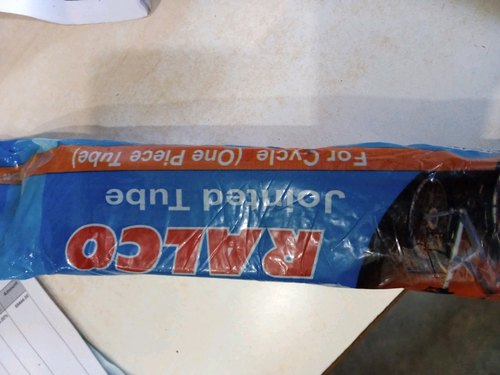 RALCO
Jointed Tube
For Cycle (One Piece Tube)